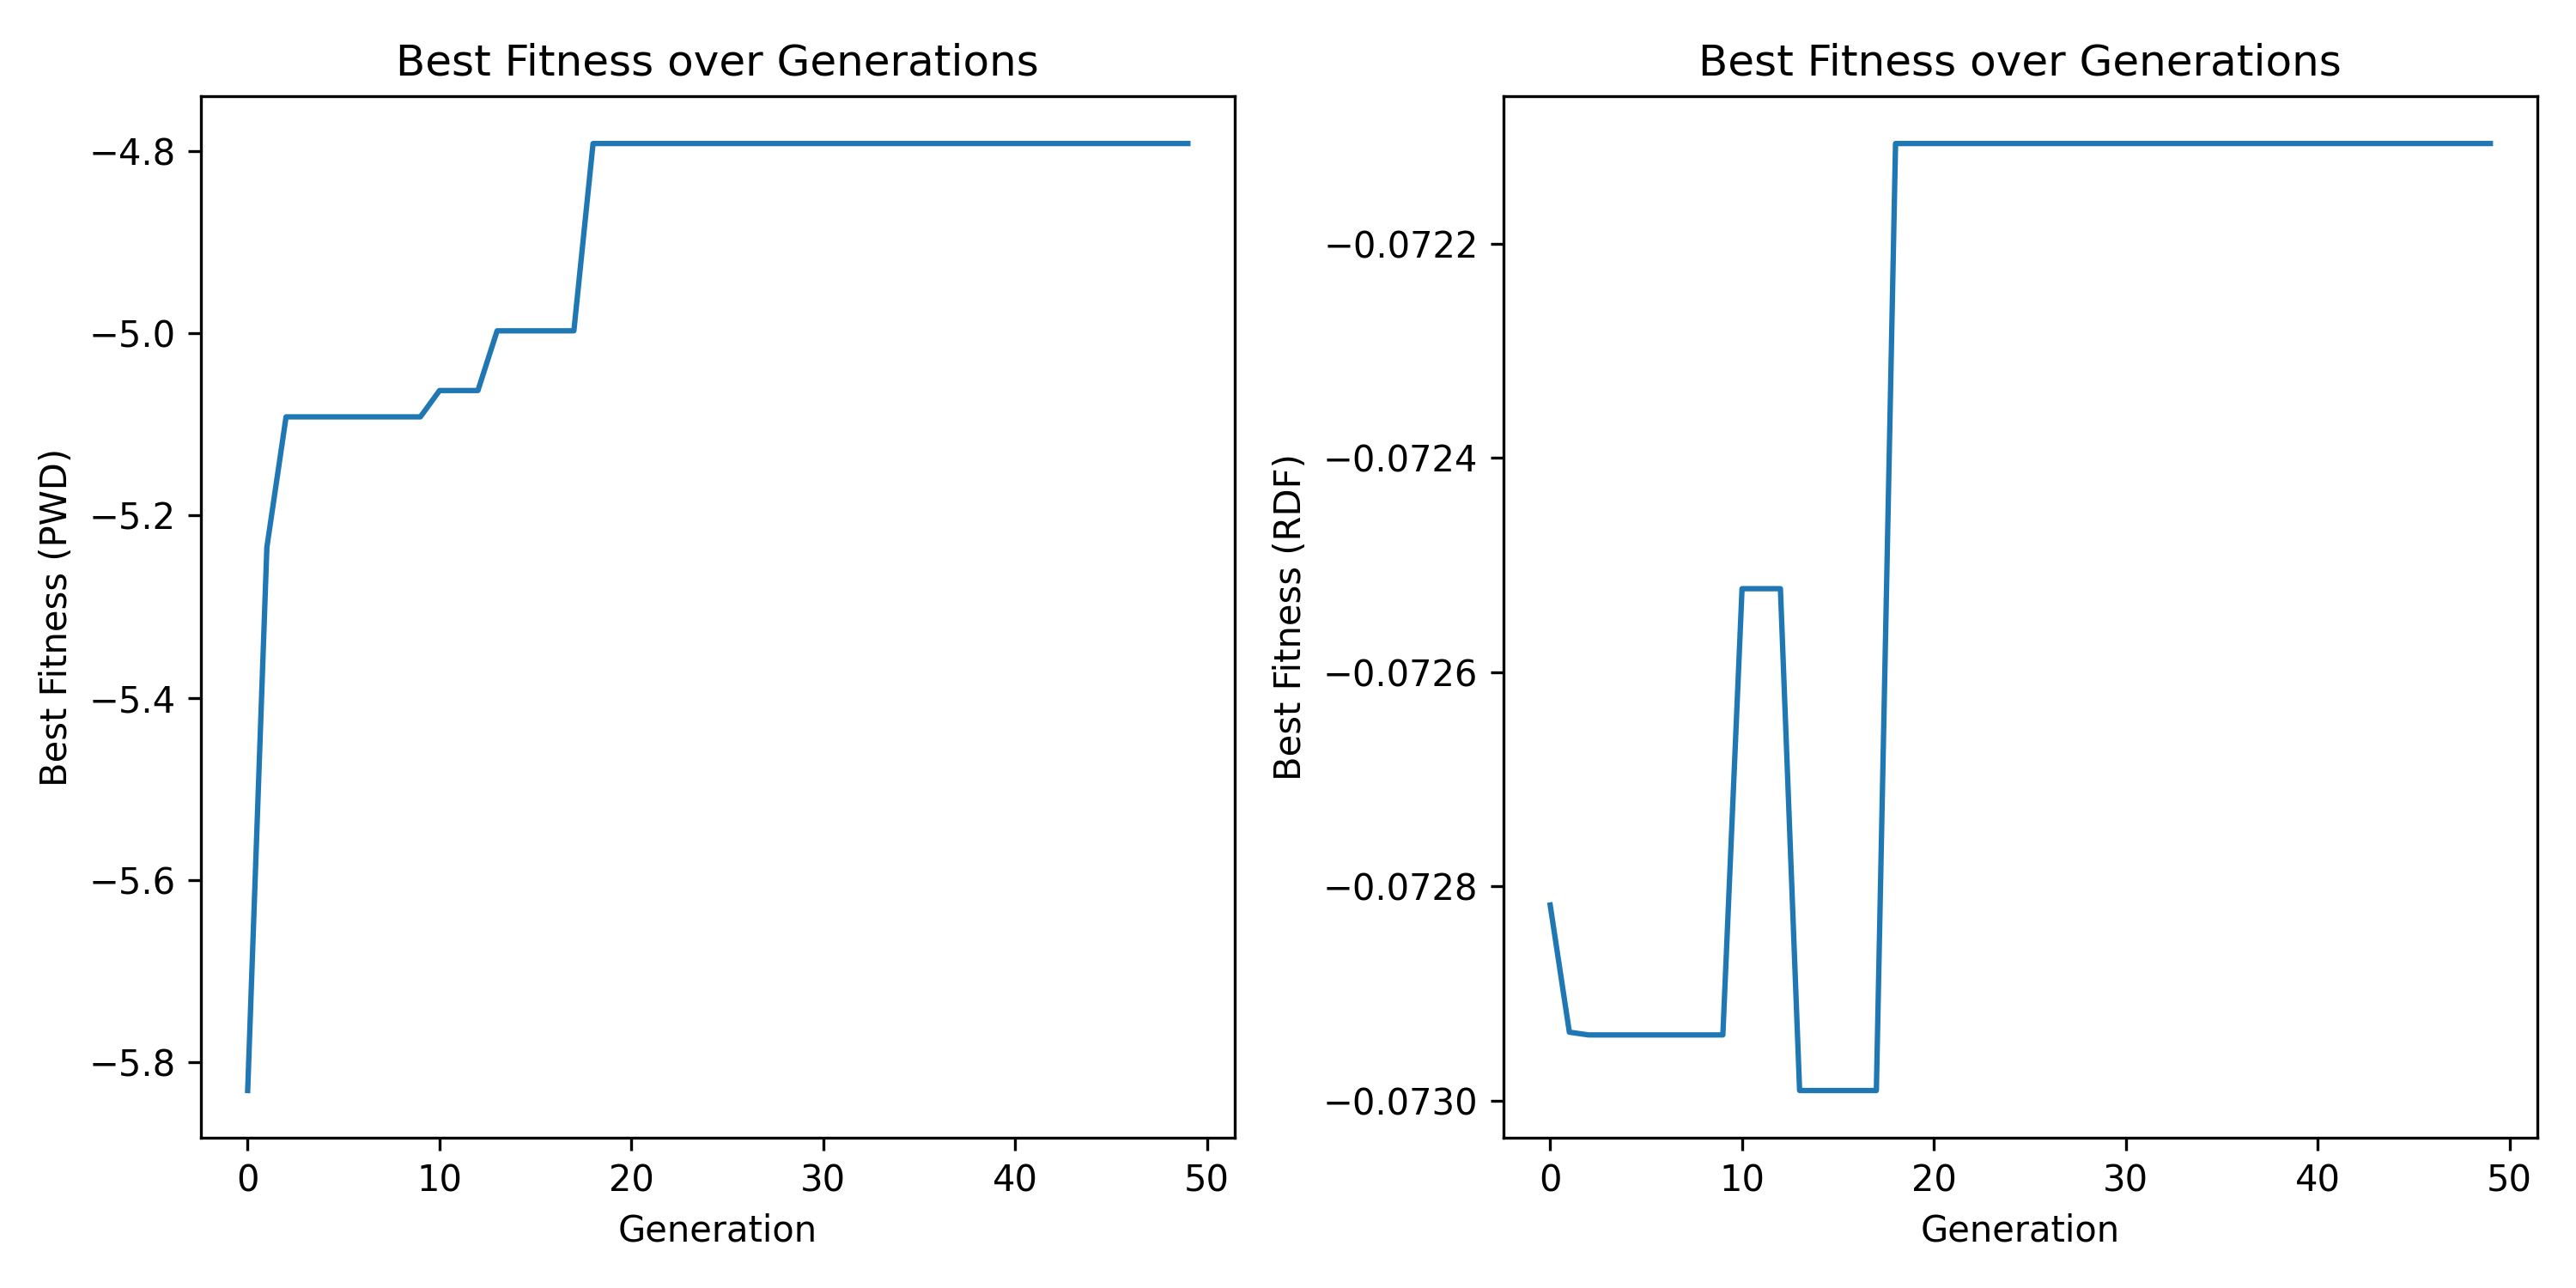 Best Fitness over Generations
Best Fitness (PWD)
−4.8
−5.0
−5.2
−5.4
−5.6
−5.8
0 10 20 30 40 50
Generation
Best Fitness over Generations
Best Fitness (RDF)
−0.0722
−0.0724
−0.0726
−0.0728
−0.0730
0 10 20 30 40 50
Generation